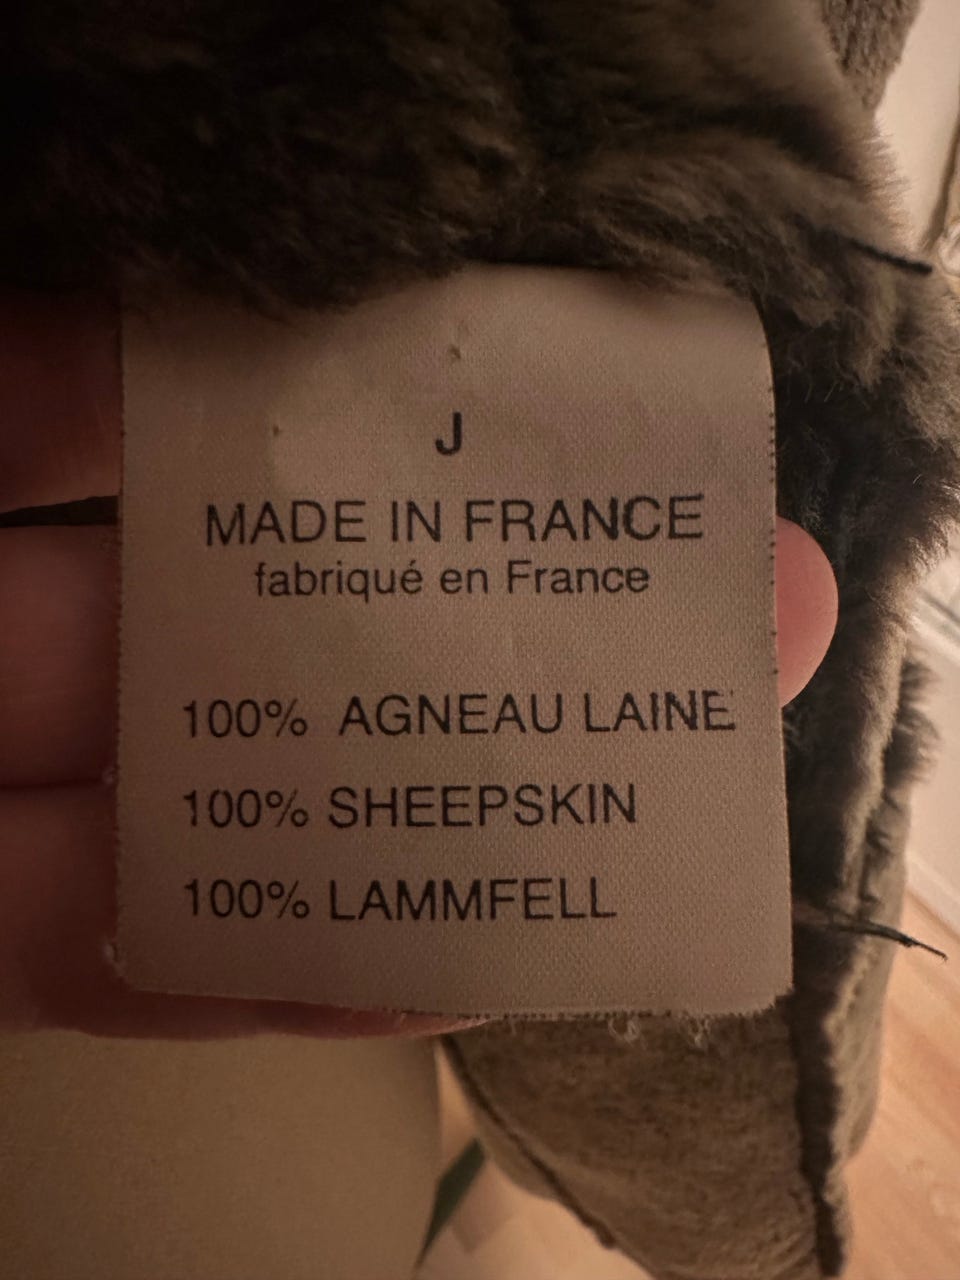 J
MADE IN FRANCE
fabriqué en France
100% AGNEAU LAINE
100% SHEEPSKIN
100% LAMMFELL